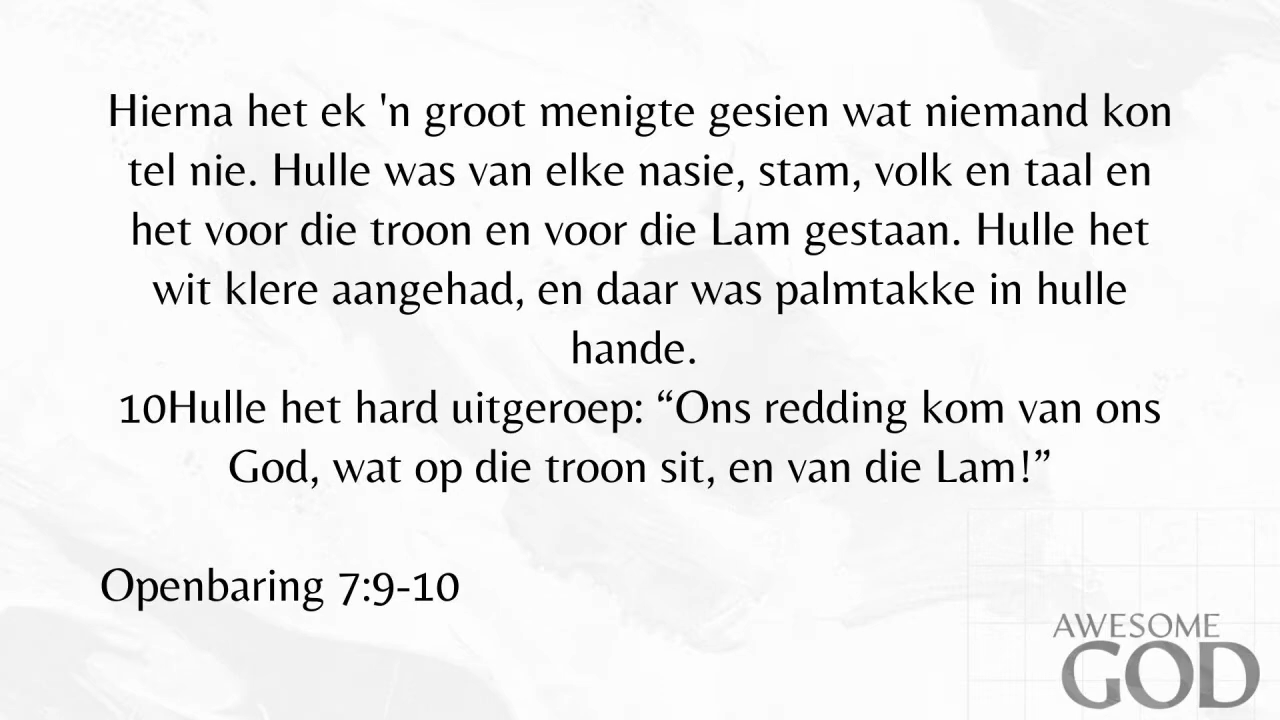 Hierna het ek 'n groot menigte gesien wat niemand kon
tel nie. Hulle was van elke nasie, stam, volk en taal en
het voor die troon en voor die Lam gestaan. Hulle het
wit klere aangehad, en daar was palmtakke in hulle
hande.
10Hulle het hard uitgeroep: “Ons redding kom van ons
God, wat op die troon sit, en van die Lam!”
Openbaring 7:9-10
AWESOME
GOD